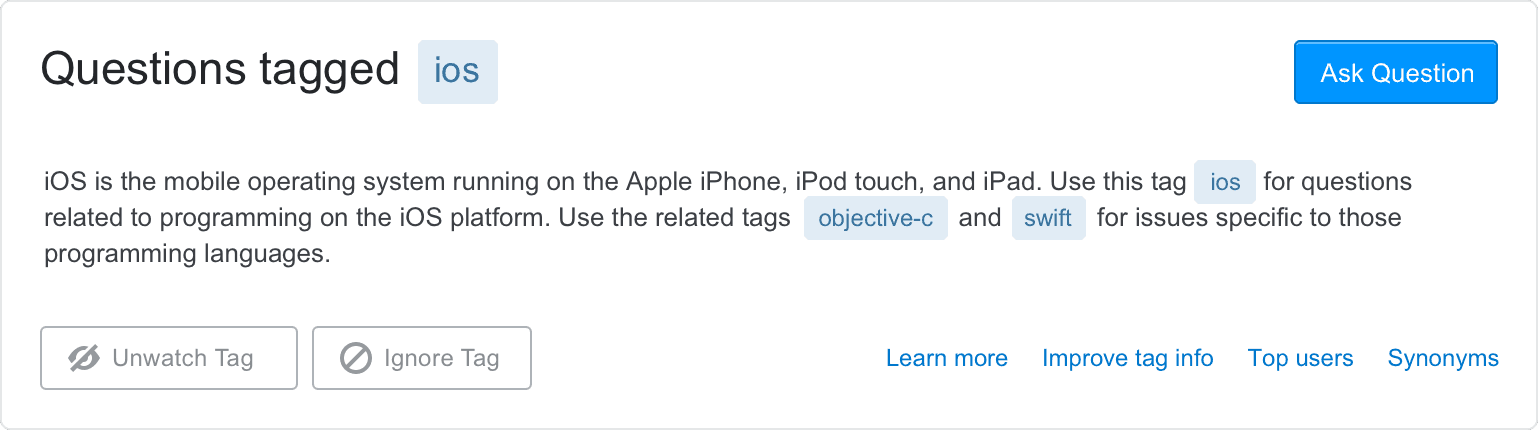 Questions tagged ios
Ask Question
iOS is the mobile operating system running on the Apple iPhone, iPod touch, and iPad. Use this tag ios for questions
related to programming on the iOS platform. Use the related tags objective-c and swift for issues specific to those
programming languages.
Unwatch Tag Ignore Tag Learn more Improve tag info Top users Synonyms